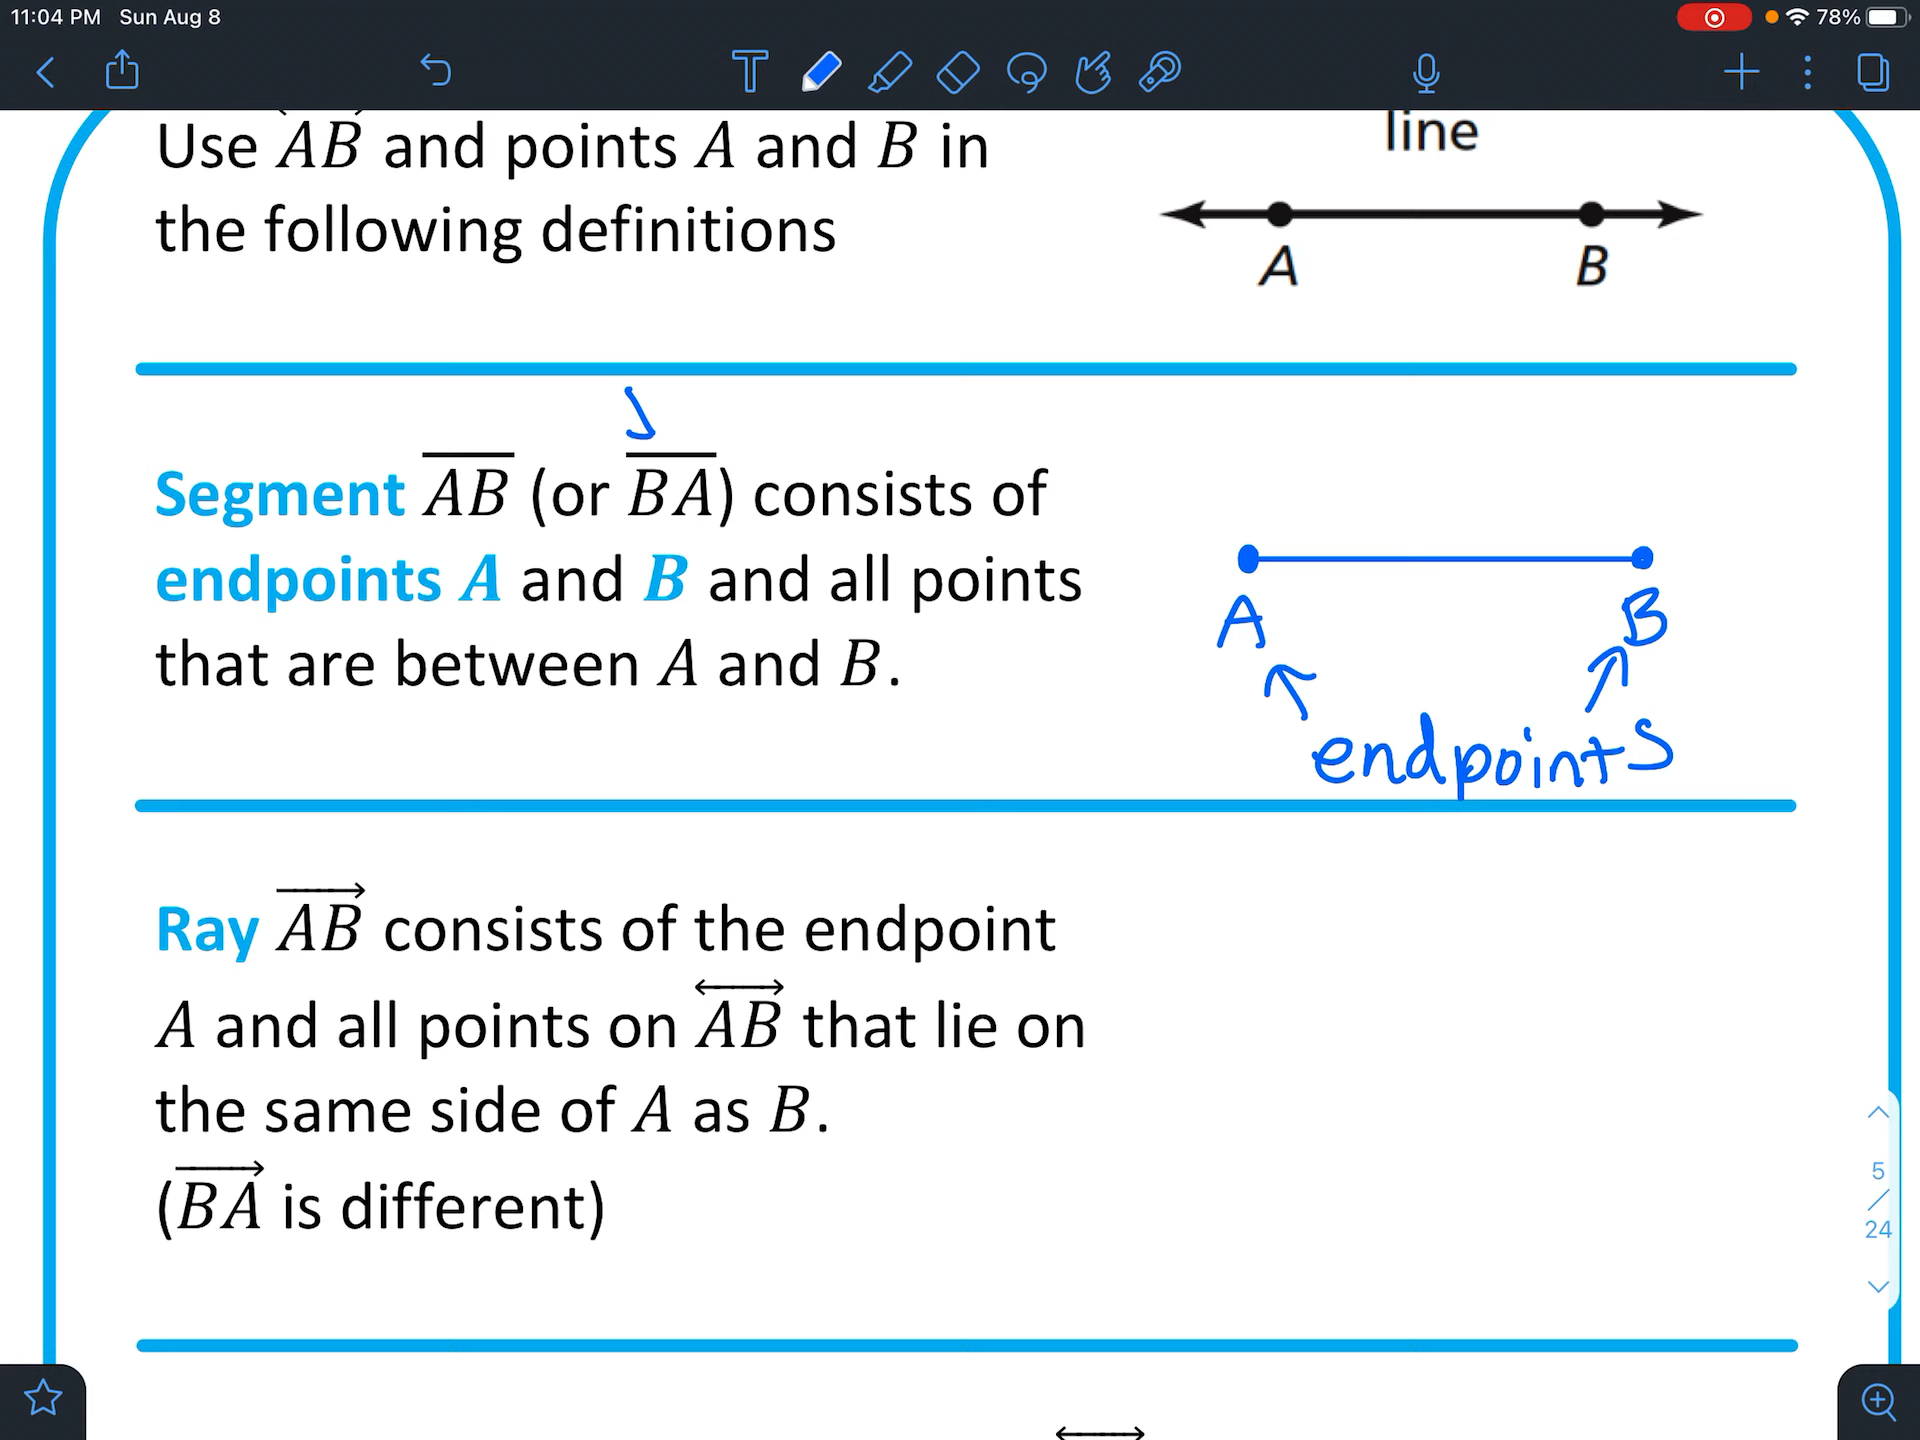 11:04 PM Sun Aug 8
78%
line
Use AB and points A and B in
the following definitions
A B
Segment AB (or BA) consists of
endpoints A and B and all points
that are between A and B.
A B
endpoints
Ray AB consists of the endpoint
A and all points on AB that lie on
the same side of A as B.
(BA is different)
5
/
24